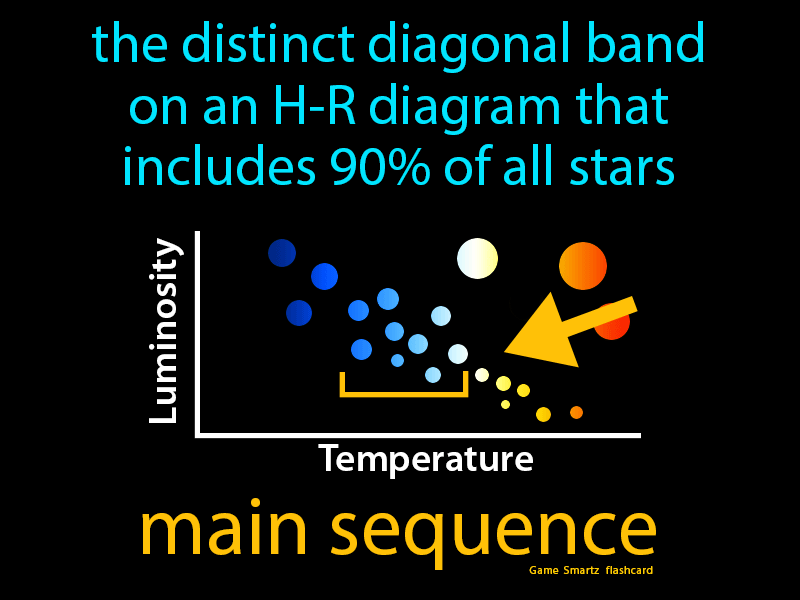 the distinct diagonal band
on an H-R diagram that
includes 90% of all stars
Luminosity
Temperature
main sequence
Game Smartz flashcard